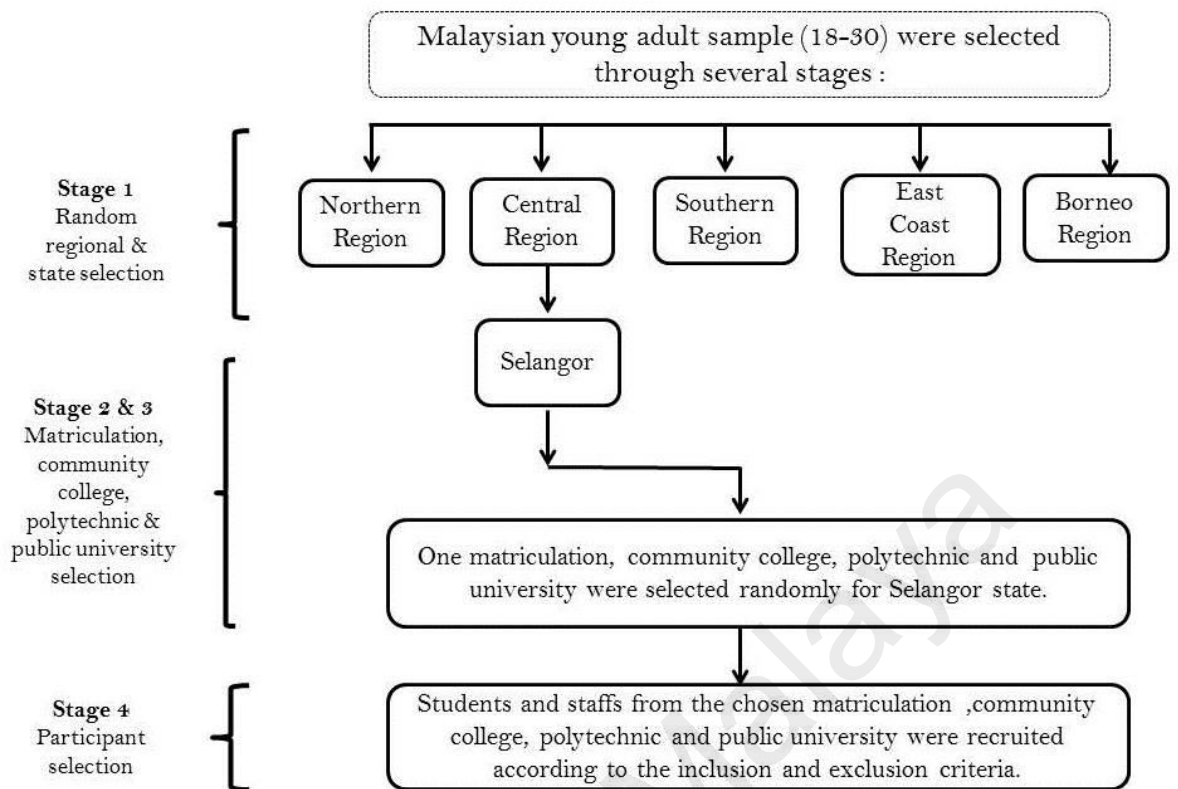 Malaysian young adult sample (18-30) were selected
through several stages :
Stage 1
Random
regional &
state selection
Northern
Region
Central
Region
Southern
Region
East
Coast
Region
Borneo
Region
Selangor
Stage 2 & 3
Matriculation,
community
college,
polytechnic &
public university
selection
One matriculation, community college, polytechnic and public
university were selected randomly for Selangor state.
Stage 4
Participant
selection
Students and staffs from the chosen matriculation ,community
college, polytechnic and public university were recruited
according to the inclusion and exclusion criteria.
Malaya